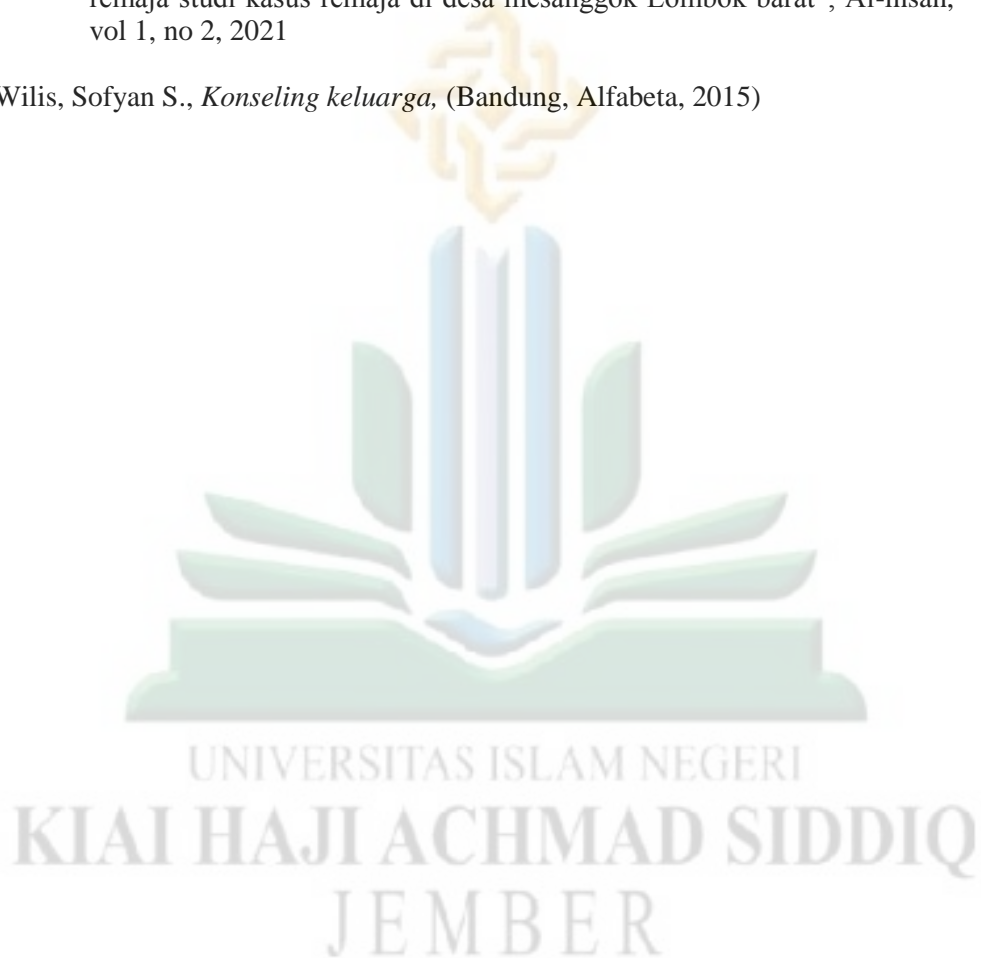 remaja studi kasus remaja di desa mesanggok Lombok barat", Al-insan,
vol 1, no 2, 2021
Wilis, Sofyan S., Konseling keluarga, (Bandung, Alfabeta, 2015)
UNIVERSITAS ISLAM NEGERI
KIAI HAJI ACHMAD SIDDIQ
JEMBER